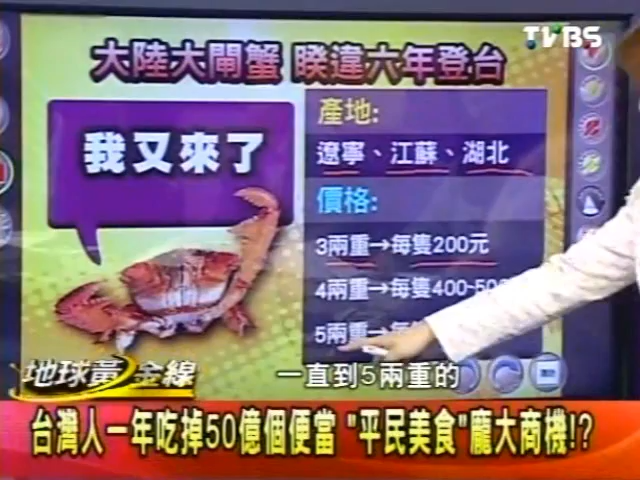 TVBS
大陸大閘蟹 睽違六年登台
我又來了
產地:
遼寧、江蘇、湖北
價格:
3兩重→每隻200元
4兩重→每隻400-50
5兩重→每
地球黃金線
一直到5兩重的
台灣人一年吃掉50億個便當 "平民美食"龐大商機!?